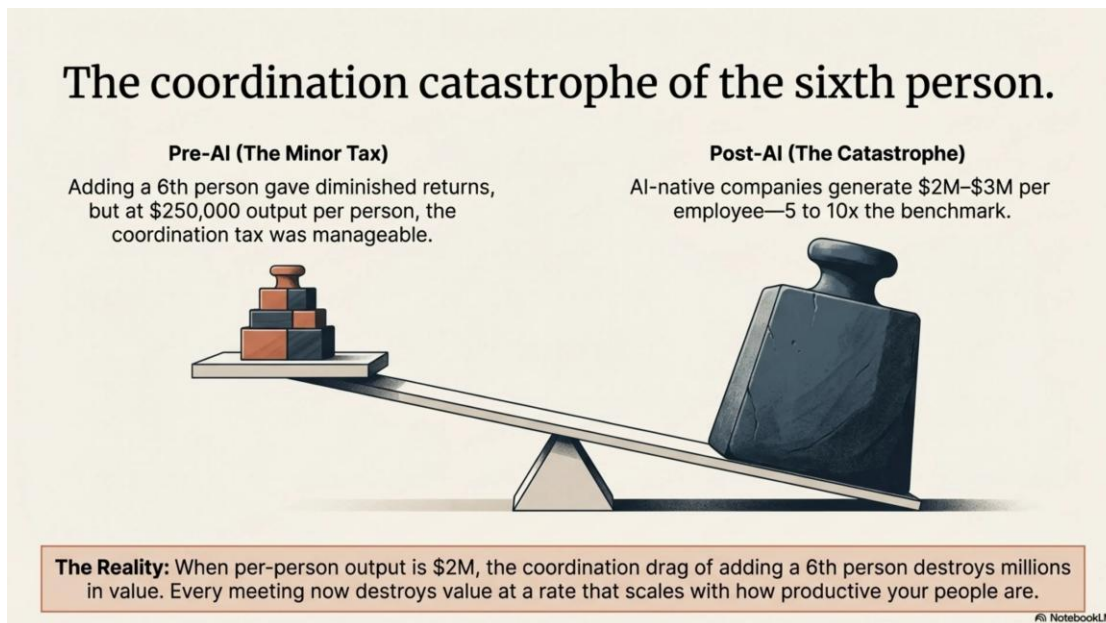 The coordination catastrophe of the sixth person.
Pre-AI (The Minor Tax)
Adding a 6th person gave diminished returns,
but at $250,000 output per person, the
coordination tax was manageable.
Post-AI (The Catastrophe)
AI-native companies generate $2M–$3M per
employee—5 to 10x the benchmark.
The Reality: When per-person output is $2M, the coordination drag of adding a 6th person destroys millions
in value. Every meeting now destroys value at a rate that scales with how productive your people are.